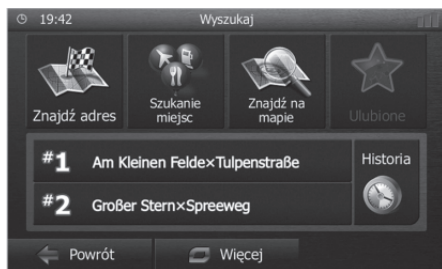 19:42 Wyszukaj
Znajdź adres
Szukanie miejsc
Znajdź na mapie
Ulubione
#1 Am Kleinen Felde×Tulpenstraße
#2 Großer Stern×Spreeweg
Historia
Powrót
Więcej